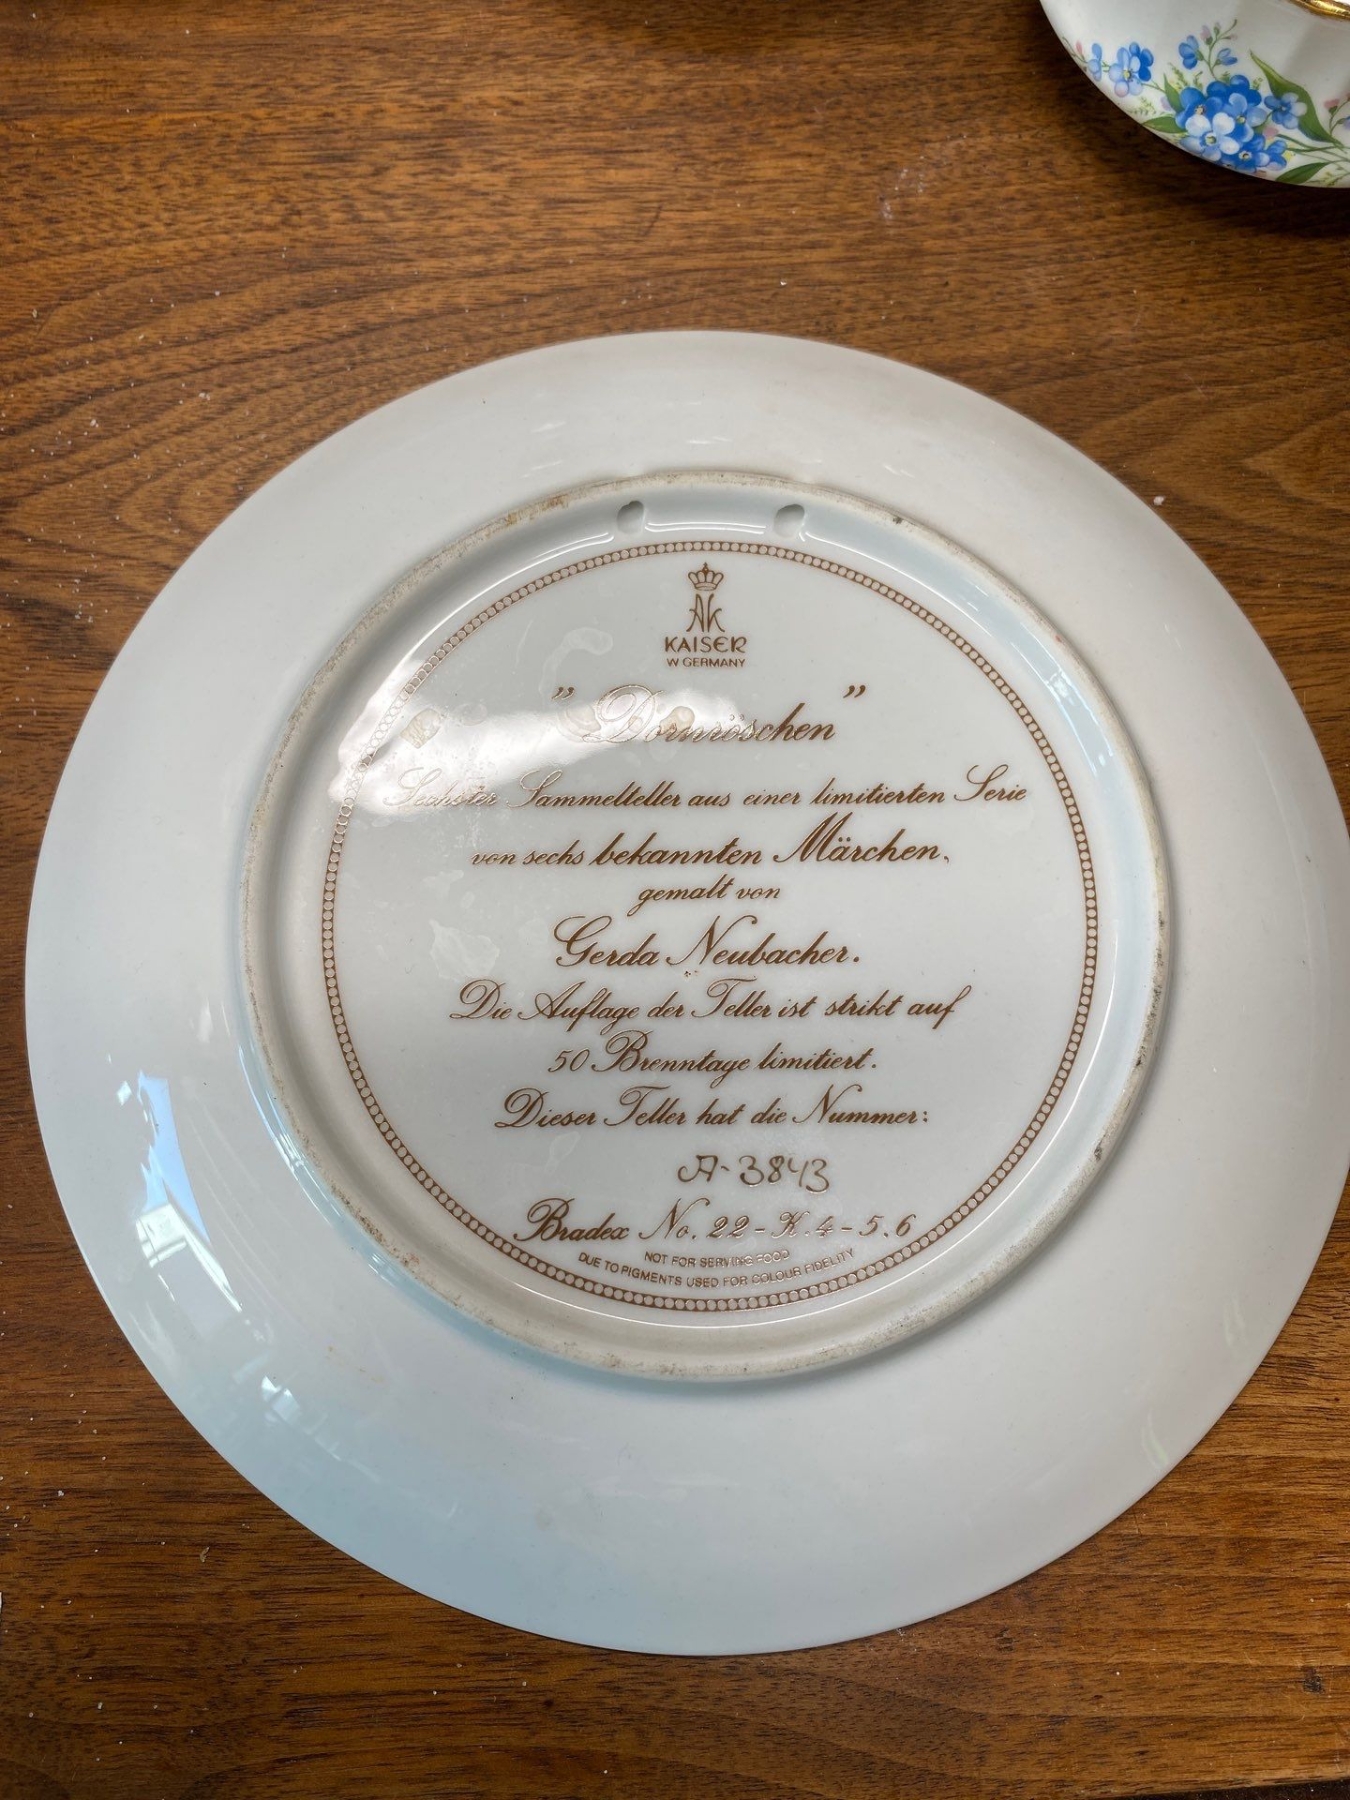 AK
KAISER
W GERMANY
"Dornröschen"
Sechster Sammelteller aus einer limitierten Serie
von sechs bekannten Märchen,
gemalt von
Gerda Neubacher.
Die Auflage der Teller ist strikt auf
50 Brenntage limitiert.
Dieser Teller hat die Nummer:
A-3843
Bradex No. 22-K.4-5.6
NOT FOR SERVING FOOD
DUE TO PIGMENTS USED FOR COLOUR FIDELITY